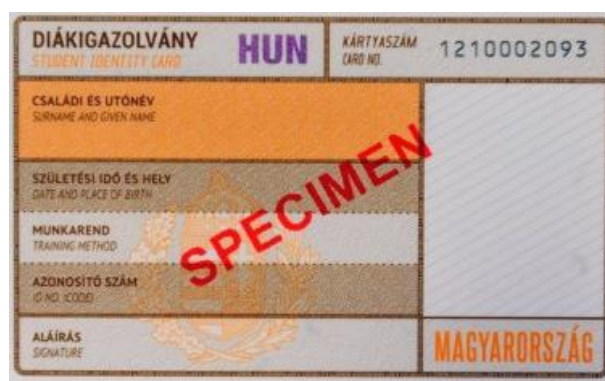 DIÁKIGAZOLVÁNY
STUDENT IDENTITY CARD
HUN
KÁRTYASZÁM
CARD NO.
1210002093
CSALÁDI ÉS UTÓNÉV
SURNAME AND GIVEN NAME
SZÜLETÉSI IDŐ ÉS HELY
DATE AND PLACE OF BIRTH
MUNKAREND
TRAINING METHOD
AZONOSÍTÓ SZÁM
ID NO. (CODE)
ALÁÍRÁS
SIGNATURE
SPECIMEN
MAGYARORSZÁG